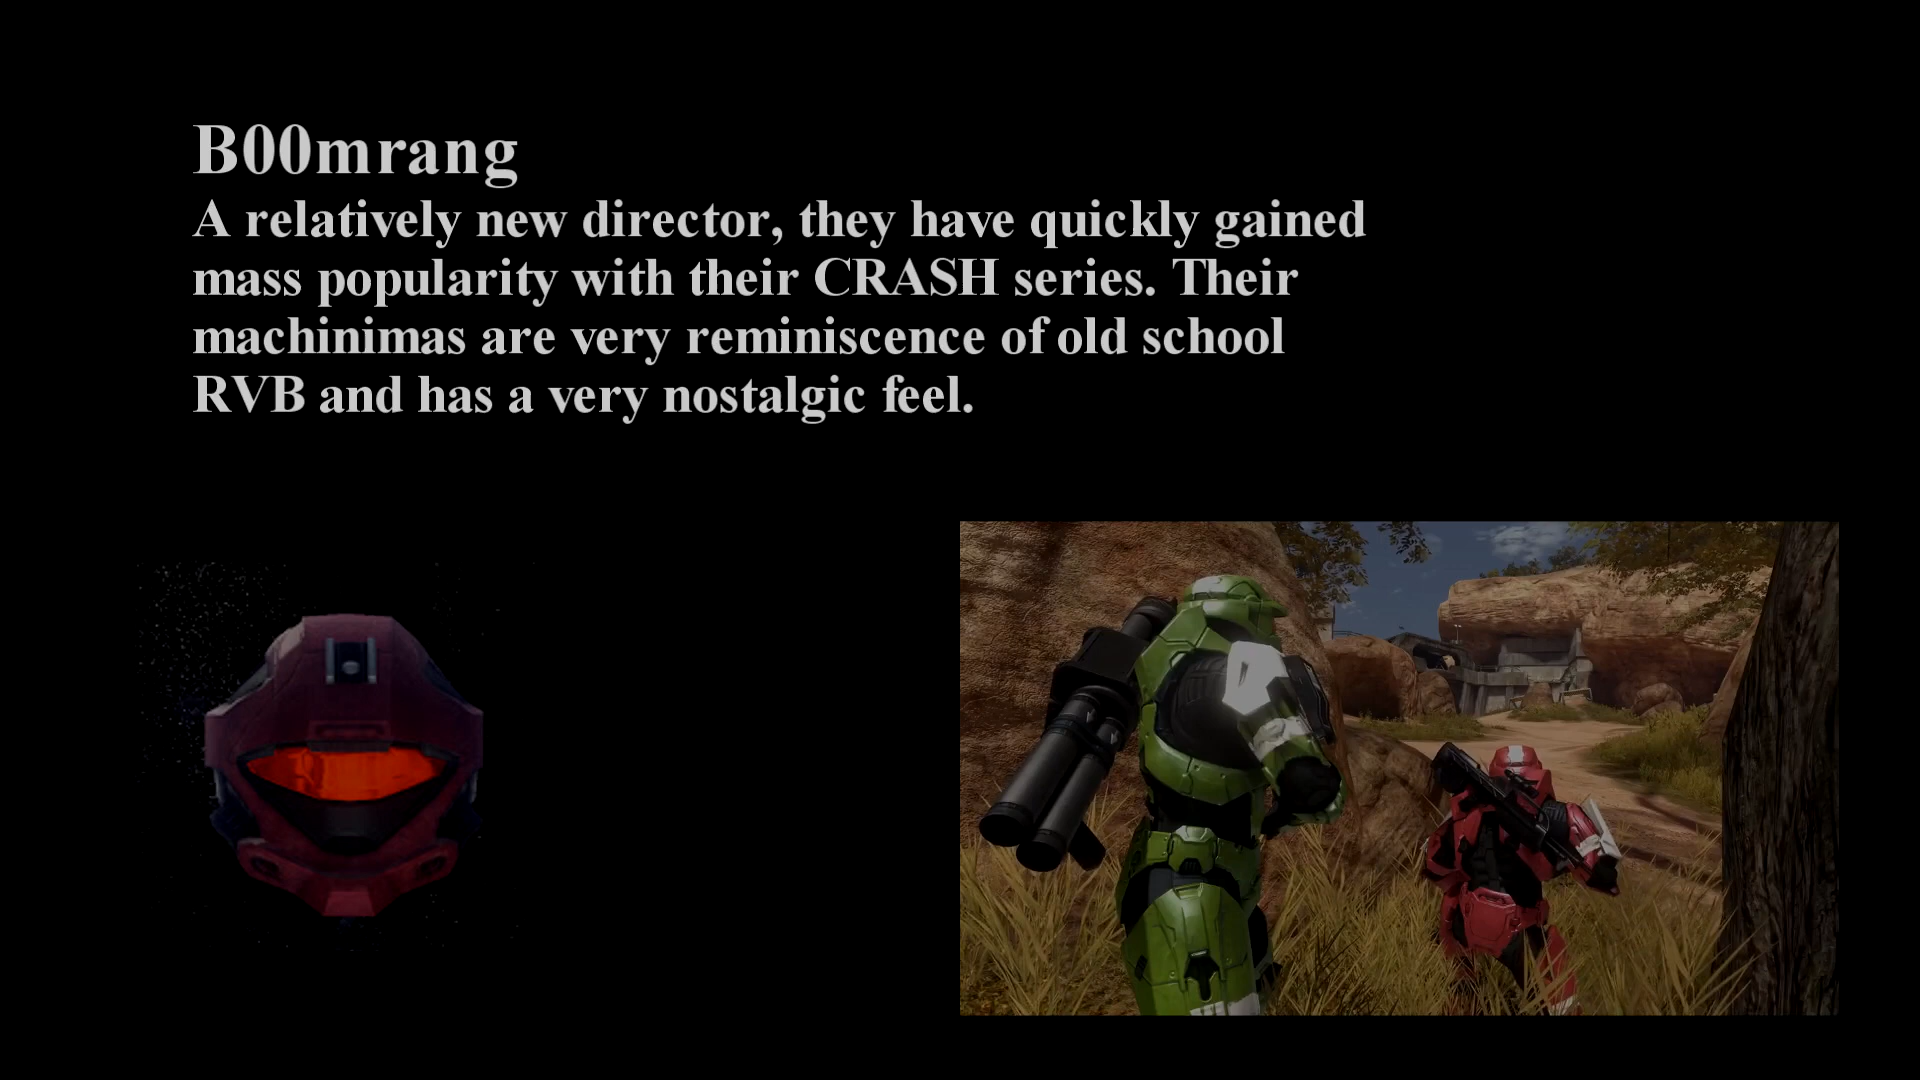 B00mrang
A relatively new director, they have quickly gained
mass popularity with their CRASH series. Their
machinimas are very reminiscence of old school
RVB and has a very nostalgic feel.